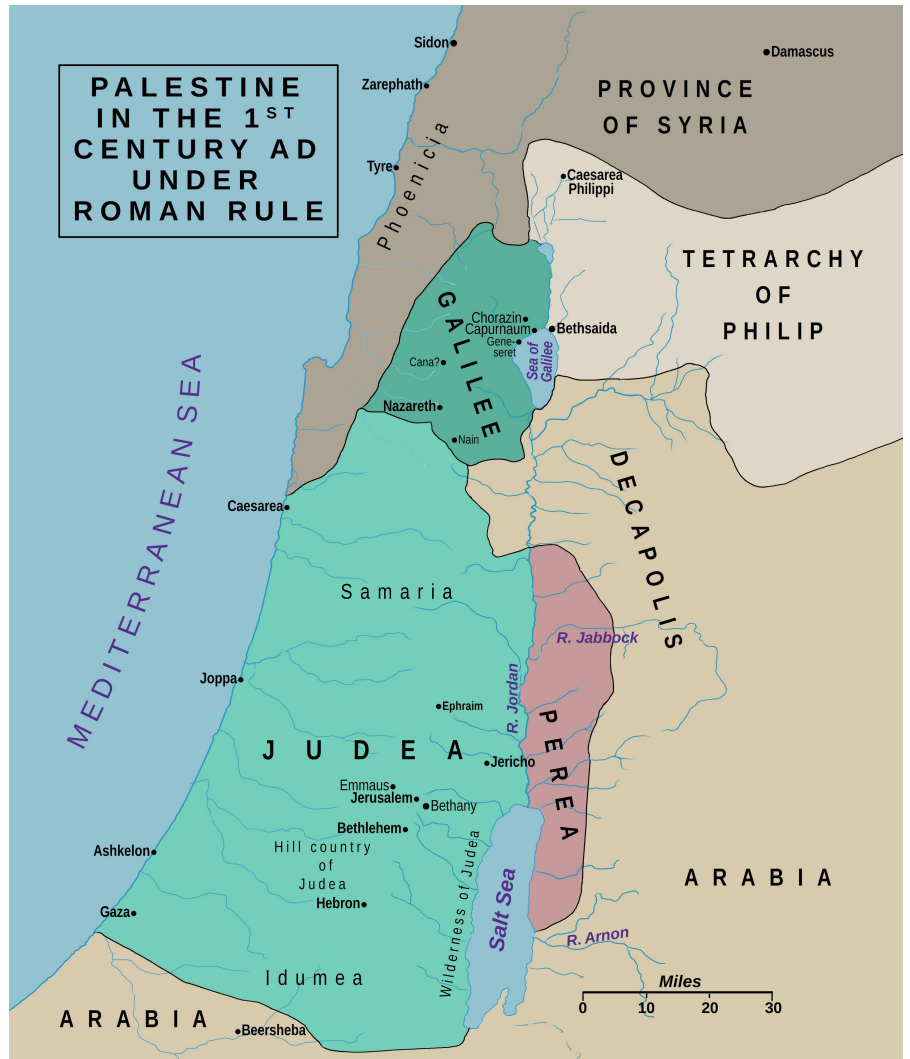 PALESTINE
IN THE 1ST
CENTURY AD
UNDER
ROMAN RULE
Sidon
Damascus
Zarephath
PROVINCE
OF SYRIA
Tyre
Phoenicia
Caesarea
Philippi
TETRARCHY
OF
PHILIP
GALILEE
Chorazin
Capurnaum
Bethsaida
Gene-
seret
Sea of
Galilee
Cana?
Nazareth
Nain
MEDITERRANEAN SEA
DECAPOLIS
Caesarea
Samaria
R. Jabbock
R. Jordan
Joppa
Ephraim
JUDEA
PEREA
Jericho
Emmaus
Jerusalem
Bethany
Bethlehem
Hill country
of
Judea
Wilderness of Judea
Ashkelon
Salt Sea
ARABIA
Hebron
Gaza
R. Arnon
Idumea
Miles
0 10 20 30
ARABIA
Beersheba